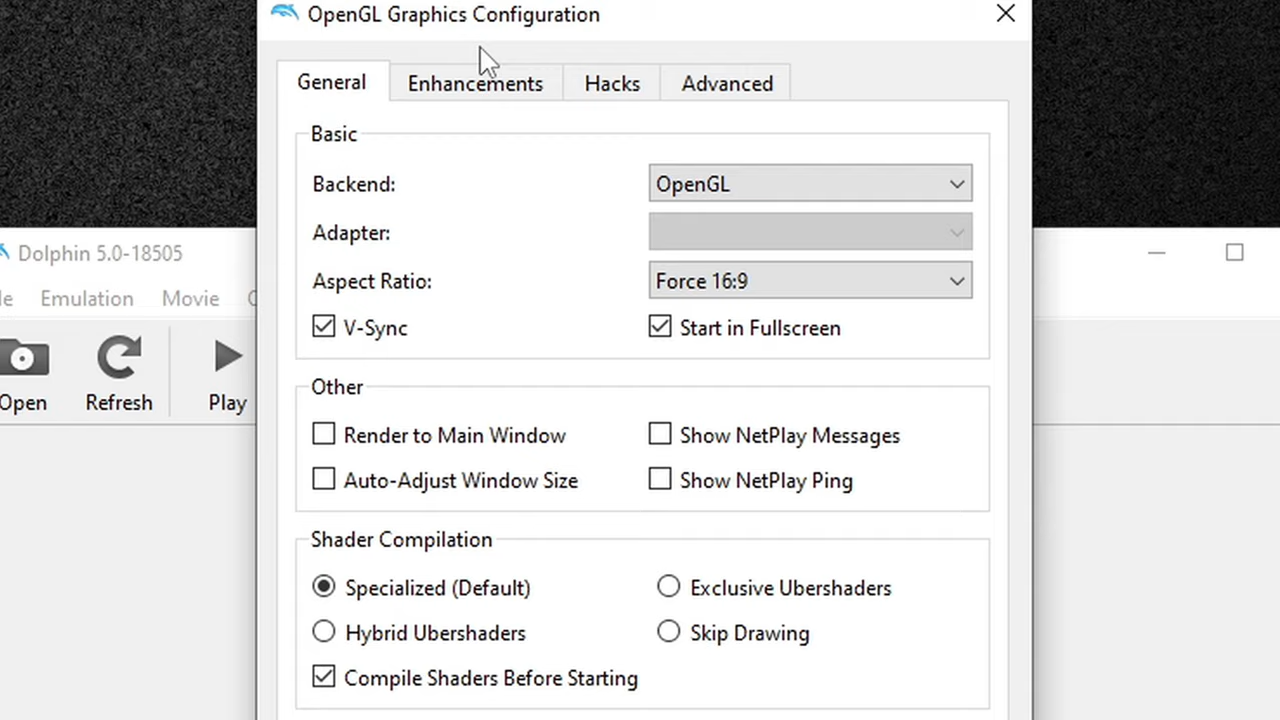 OpenGL Graphics Configuration
General Enhancements Hacks Advanced
Basic
Backend: OpenGL
Dolphin 5.0-18505
Adapter:
Aspect Ratio: Force 16:9
Emulation Movie
V-Sync Start in Fullscreen
Other
Open Refresh Play
Render to Main Window Show NetPlay Messages
Auto-Adjust Window Size Show NetPlay Ping
Shader Compilation
Specialized (Default) Exclusive Ubershaders
Hybrid Ubershaders Skip Drawing
Compile Shaders Before Starting